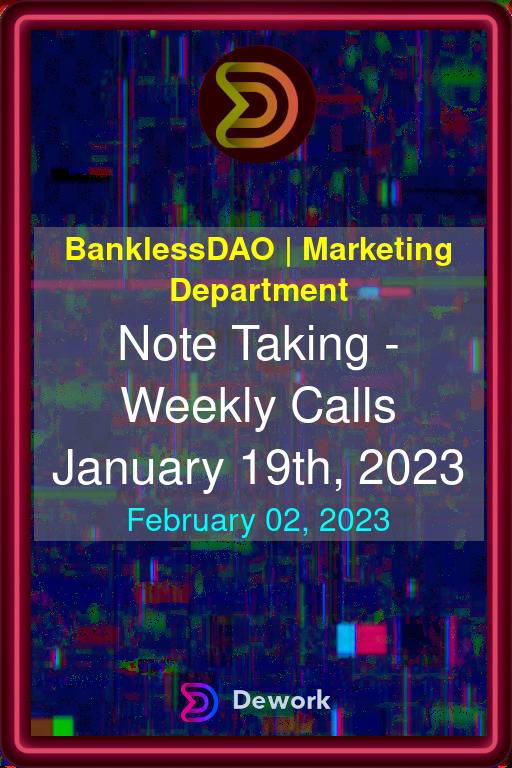 BanklessDAO | Marketing
Department
Note Taking -
Weekly Calls
January 19th, 2023
February 02, 2023
Dework